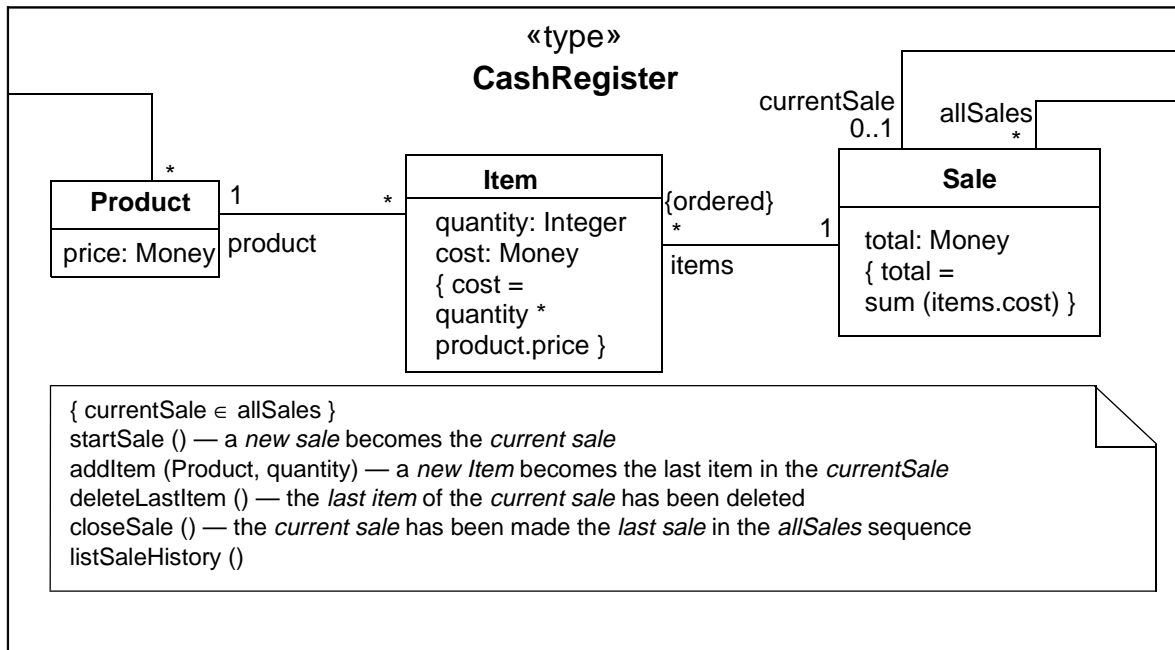 «type»
CashRegister
currentSale
0..1
allSales
*
*
Product
price: Money
1
product
*
Item
quantity: Integer
cost: Money
{ cost =
quantity *
product.price }
{ordered}
*
items
1
Sale
total: Money
{ total =
sum (items.cost) }
{ currentSale ∈ allSales }
startSale () — a new sale becomes the current sale
addItem (Product, quantity) — a new Item becomes the last item in the currentSale
deleteLastItem () — the last item of the current sale has been deleted
closeSale () — the current sale has been made the last sale in the allSales sequence
listSaleHistory ()